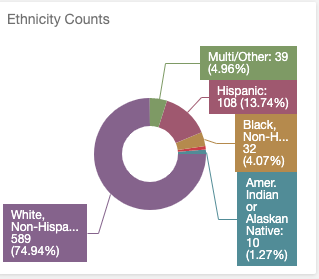 Ethnicity Counts
Multi/Other: 39
(4.96%)
Hispanic:
108 (13.74%)
Black,
Non-H...
32
(4.07%)
Amer.
Indian
or
Alaskan
Native:
10
(1.27%)
White,
Non-Hispa...
589
(74.94%)